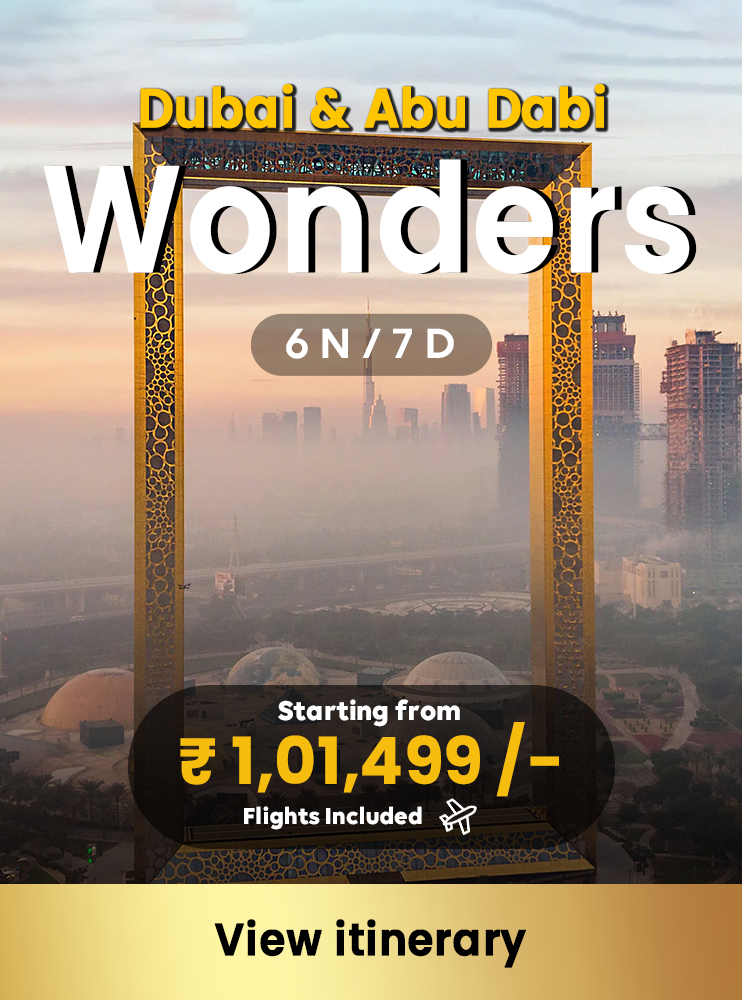 Dubai & Abu Dabi
Wonders
6 N / 7 D
Starting from
₹ 1,01,499 /-
Flights Included
View itinerary